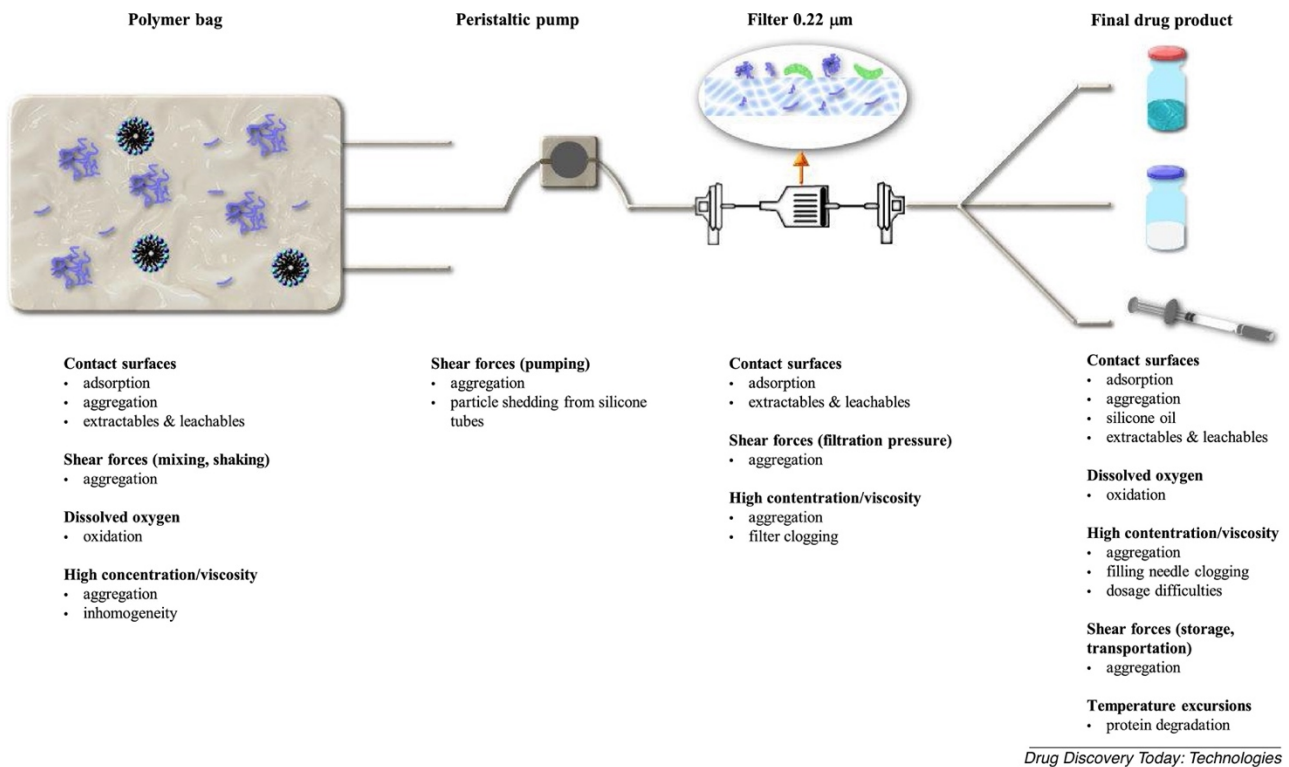 Polymer bag
Peristaltic pump
Filter 0.22 μm
Final drug product
Contact surfaces
• adsorption
• aggregation
• extractables & leachables
Shear forces (mixing, shaking)
• aggregation
Dissolved oxygen
• oxidation
High concentration/viscosity
• aggregation
• inhomogeneity
Shear forces (pumping)
• aggregation
• particle shedding from silicone
tubes
Contact surfaces
• adsorption
• extractables & leachables
Shear forces (filtration pressure)
• aggregation
High contentration/viscosity
• aggregation
• filter clogging
Contact surfaces
• adsorption
• aggregation
• silicone oil
• extractables & leachables
Dissolved oxygen
• oxidation
High contentration/viscosity
• aggregation
• filling needle clogging
• dosage difficulties
Shear forces (storage,
transportation)
• aggregation
Temperature excursions
• protein degradation
Drug Discovery Today: Technologies